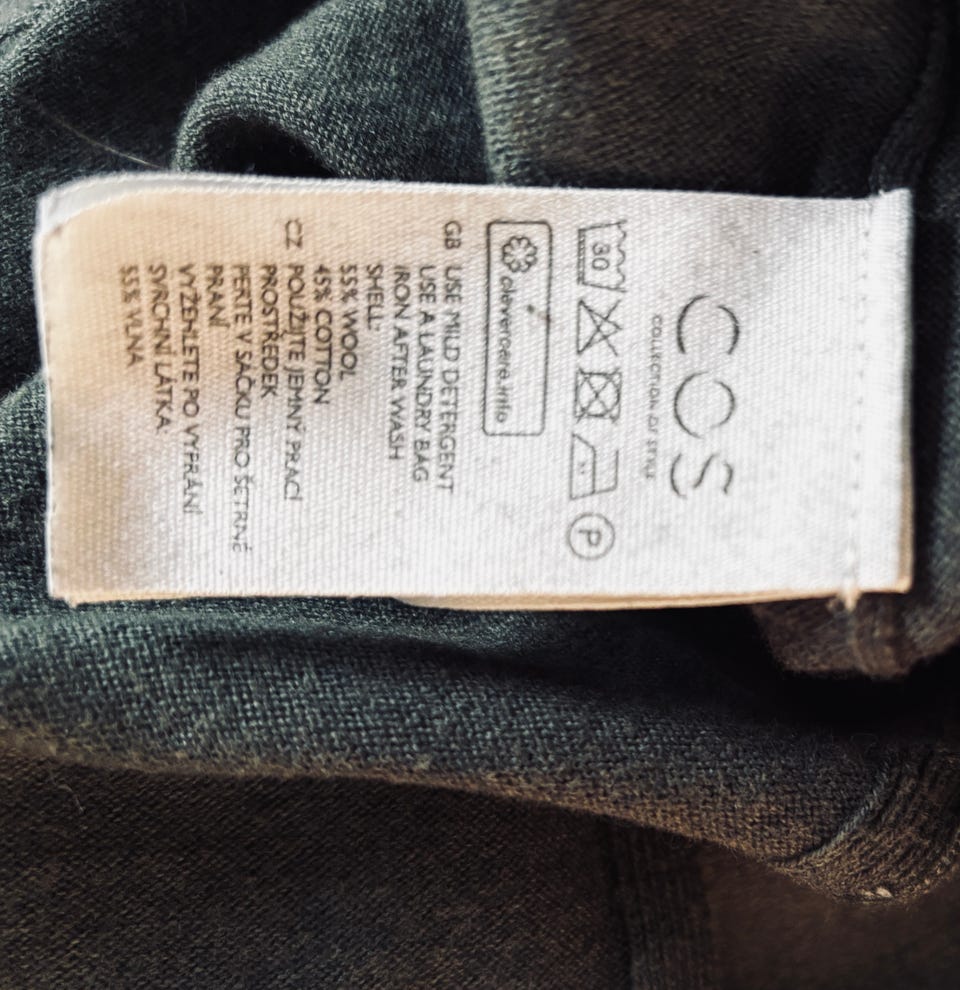 COS
COLLECTION OF STYLE
30
P
clevercare.info
GB USE MILD DETERGENT
USE A LAUNDRY BAG
IRON AFTER WASH
SHELL:
55% WOOL
45% COTTON
CZ POUŽIJTE JEMNÝ PRACÍ
PROSTŘEDEK
PERTE V SÁČKU PRO ŠETRNÉ
PRANÍ
VYŽEHLETE PO VYPRÁNÍ
SVRCHNÍ LÁTKA:
55% VLNA